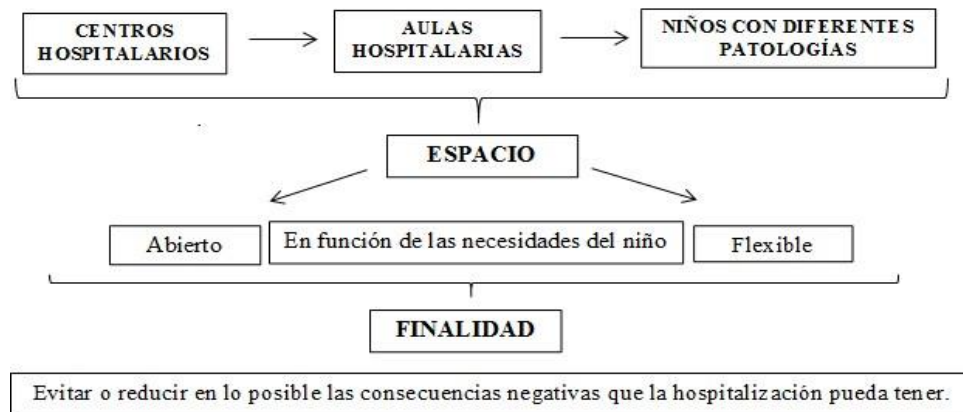 CENTROS
HOSPITALARIOS
AULAS
HOSPITALARIAS
NIÑOS CON DIFERENTES
PATOLOGÍAS
ESPACIO
Abierto
En función de las necesidades del niño
Flexible
FINALIDAD
Evitar o reducir en lo posible las consecuencias negativas que la hospitalización pueda tener.